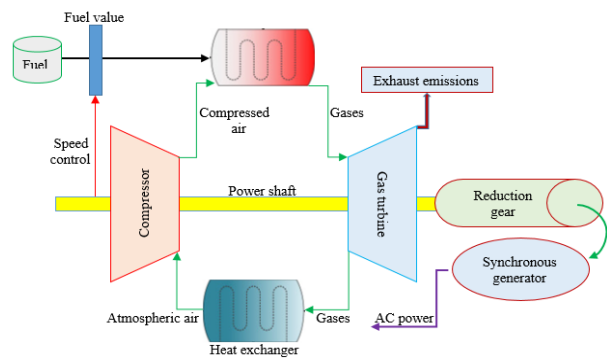 Fuel value
Fuel
Exhaust emissions
Compressed
air
Gases
Speed
control
Compressor
Power shaft
Gas turbine
Reduction
gear
Synchronous
generator
Atmospheric air
Gases
AC power
Heat exchanger